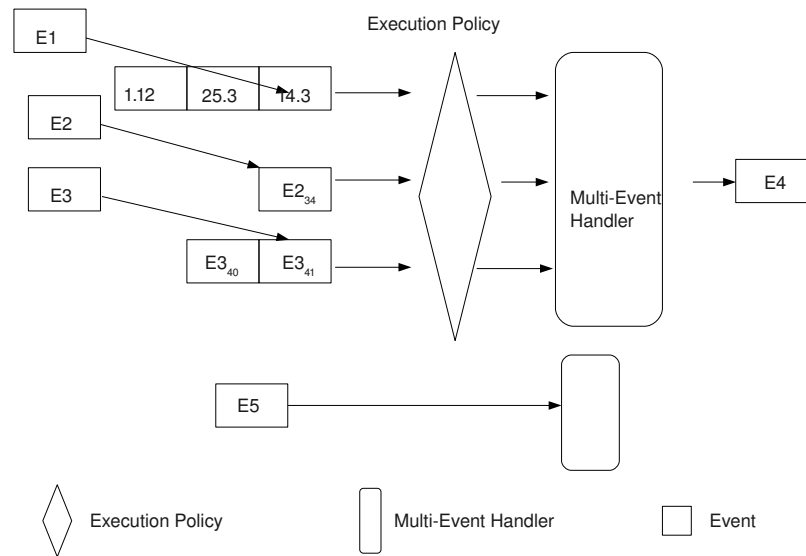 Execution Policy
E1
1.12 25.3 14.3
E2
E2₃₄
E3
E3₄₀ E3₄₁
Multi-Event
Handler
E4
E5
Execution Policy
Multi-Event Handler
Event